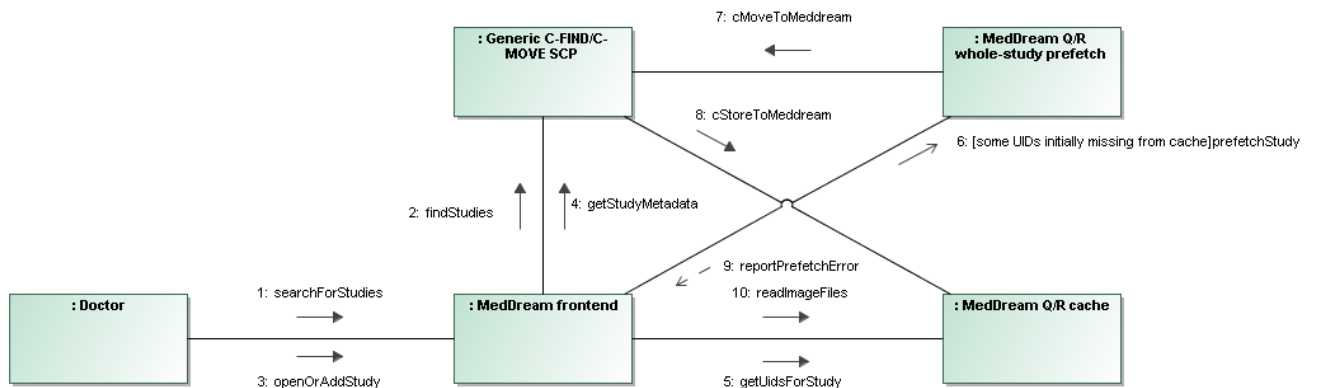 7: cMoveToMeddream
: Generic C-FIND/C-
MOVE SCP
: MedDream Q/R
whole-study prefetch
8: cStoreToMeddream
6: [some UIDs initially missing from cache]prefetchStudy
2: findStudies
4: getStudyMetadata
9: reportPrefetchError
1: searchForStudies
10: readImageFiles
: Doctor
: MedDream frontend
: MedDream Q/R cache
3: openOrAddStudy
5: getUidsForStudy